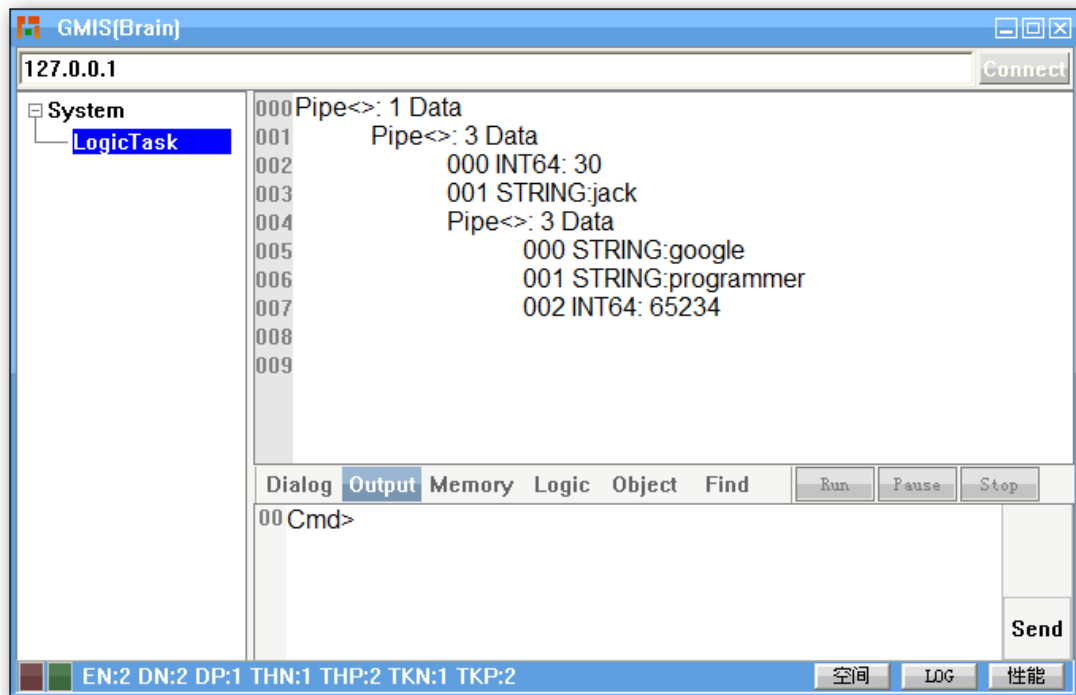 GMIS(Brain)
127.0.0.1 Connect
System
LogicTask
000 Pipe<>: 1 Data
001 Pipe<>: 3 Data
002 000 INT64: 30
003 001 STRING:jack
004 Pipe<>: 3 Data
005 000 STRING:google
006 001 STRING:programmer
007 002 INT64: 65234
008
009
Dialog Output Memory Logic Object Find Run Pause Stop
00 Cmd>
Send
EN:2 DN:2 DP:1 THN:1 THP:2 TKN:1 TKP:2 空间 LOG 性能